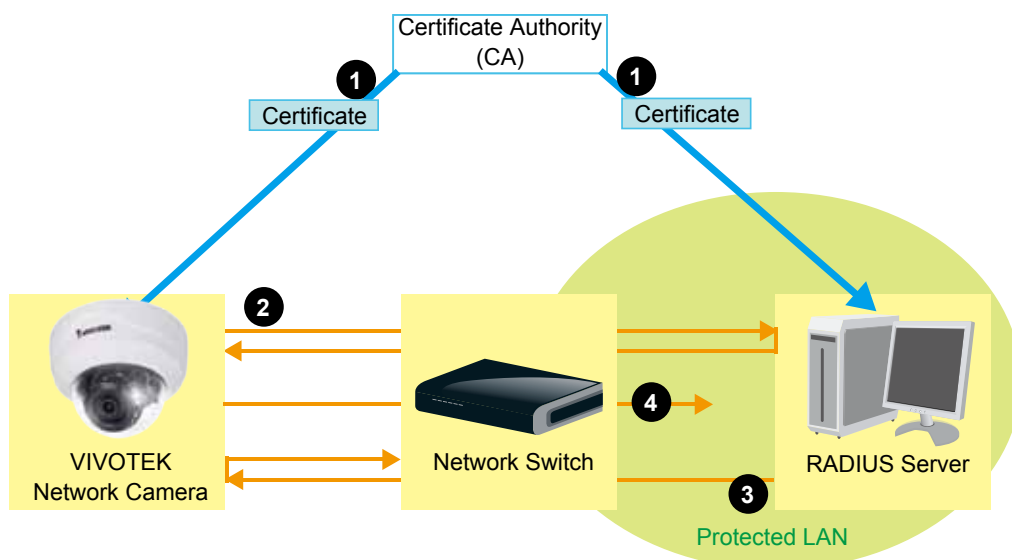 Certificate Authority
(CA)
1
1
Certificate
Certificate
2
4
VIVOTEK
Network Camera
Network Switch
RADIUS Server
3
Protected LAN